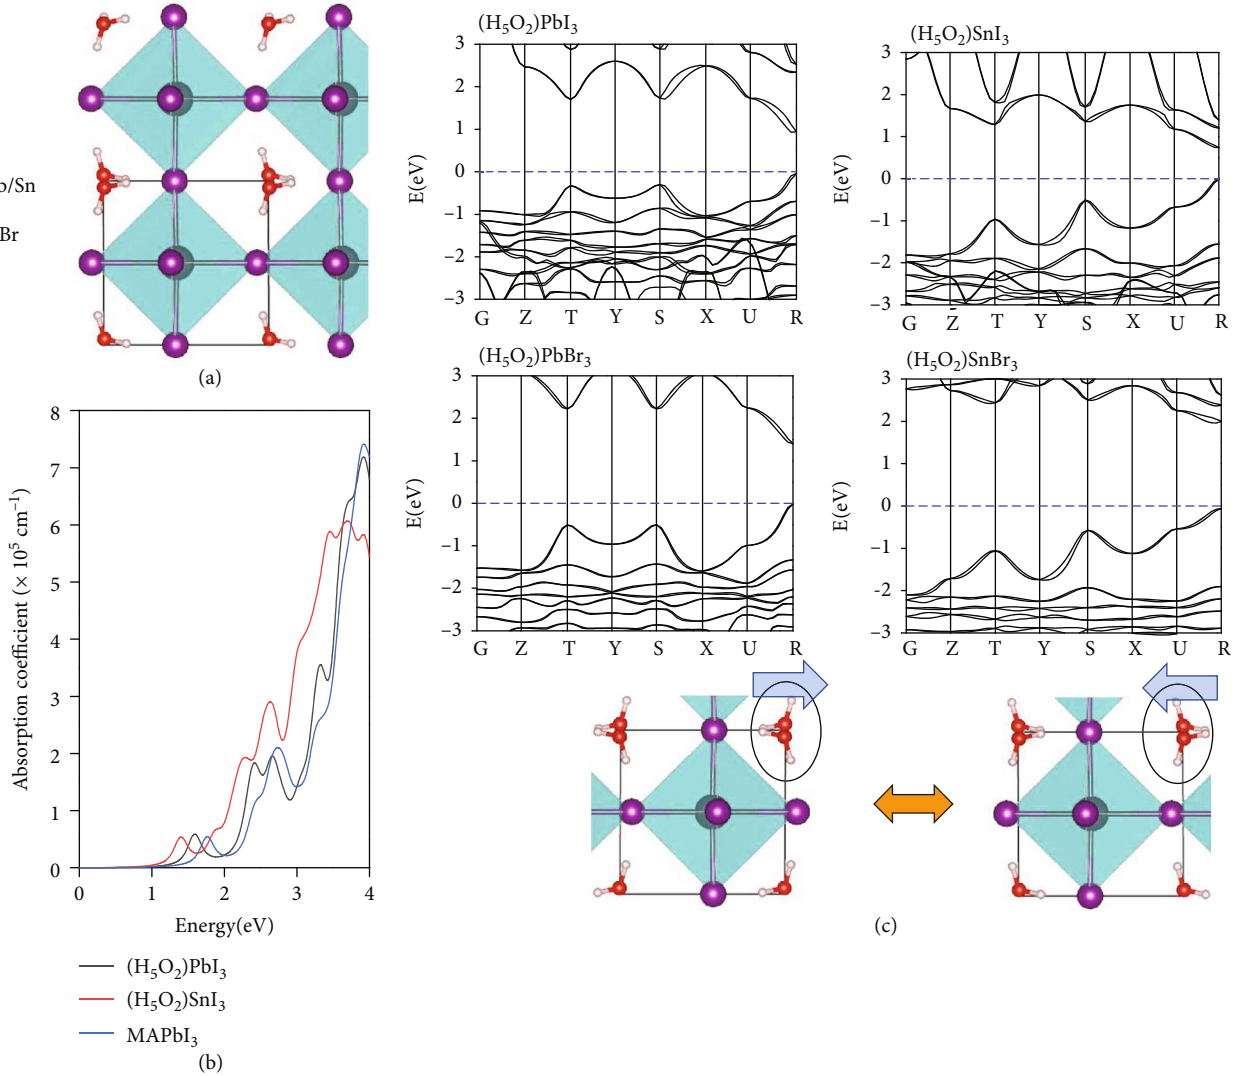 b/Sn
Br
(a)
8
7
6
5
4
3
2
1
0
Absorption coefficient (× 10⁵ cm⁻¹)
0 1 2 3 4
Energy(eV)
(H₅O₂)PbI₃
(H₅O₂)SnI₃
MAPbI₃
(b)
(H₅O₂)PbI₃
3
2
1
0
−1
−2
−3
E(eV)
G Z T Y S X U R
(H₅O₂)SnI₃
3
2
1
0
−1
−2
−3
E(eV)
G Z T Y S X U R
(H₅O₂)PbBr₃
3
2
1
0
−1
−2
−3
E(eV)
G Z T Y S X U R
(H₅O₂)SnBr₃
3
2
1
0
−1
−2
−3
E(eV)
G Z T Y S X U R
(c)